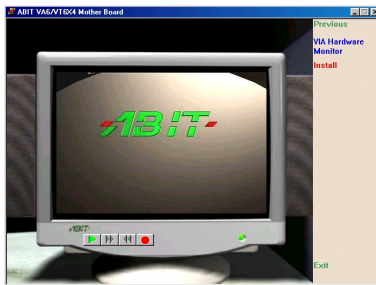 ABIT VA6/VT6X4 Mother Board
Previous
VIA Hardware
Monitor
Install
ABIT
ABIT
Exit